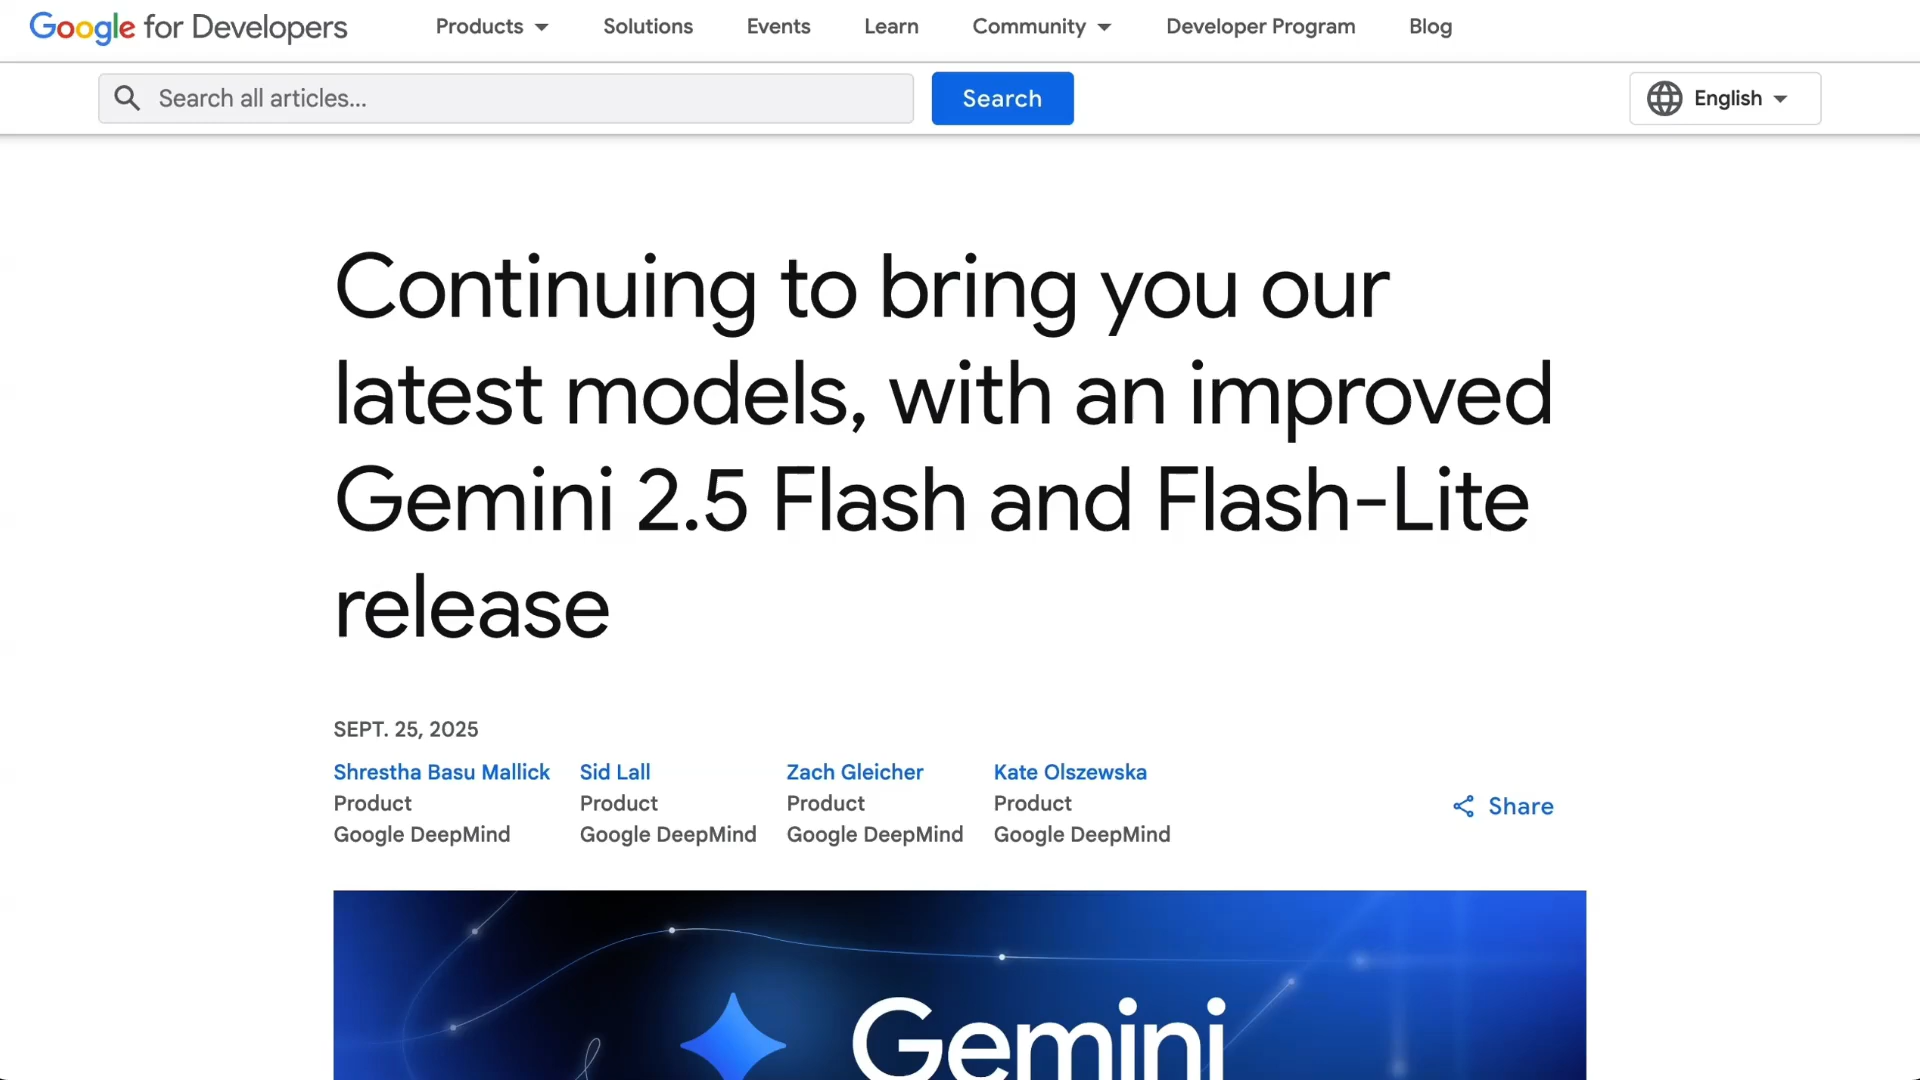 Google for Developers
Products
Solutions
Events
Learn
Community
Developer Program
Blog
Search all articles...
Search
English
Continuing to bring you our
latest models, with an improved
Gemini 2.5 Flash and Flash-Lite
release
SEPT. 25, 2025
Shrestha Basu Mallick
Product
Google DeepMind
Sid Lall
Product
Google DeepMind
Zach Gleicher
Product
Google DeepMind
Kate Olszewska
Product
Google DeepMind
Share
Gemini